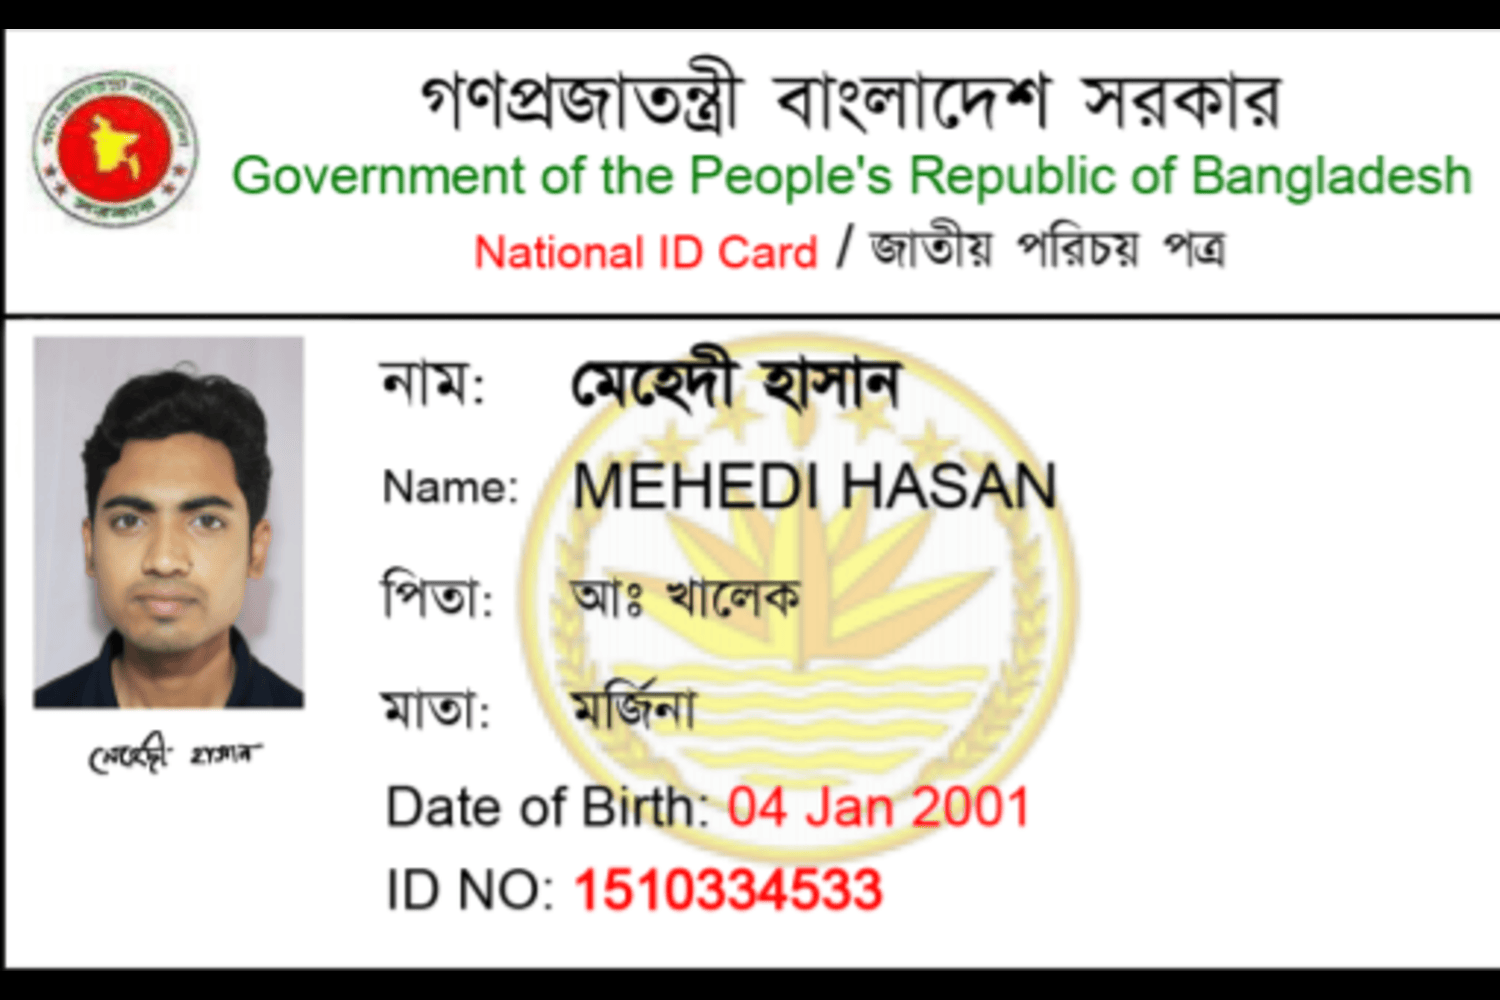 গণপ্রজাতন্ত্রী বাংলাদেশ সরকার
Government of the People's Republic of Bangladesh
National ID Card / জাতীয় পরিচয় পত্র
নাম: মেহেদী হাসান
Name: MEHEDI HASAN
পিতা: আঃ খালেক
মাতা: মর্জিনা
মেহেদী হাসান
Date of Birth: 04 Jan 2001
ID NO: 1510334533